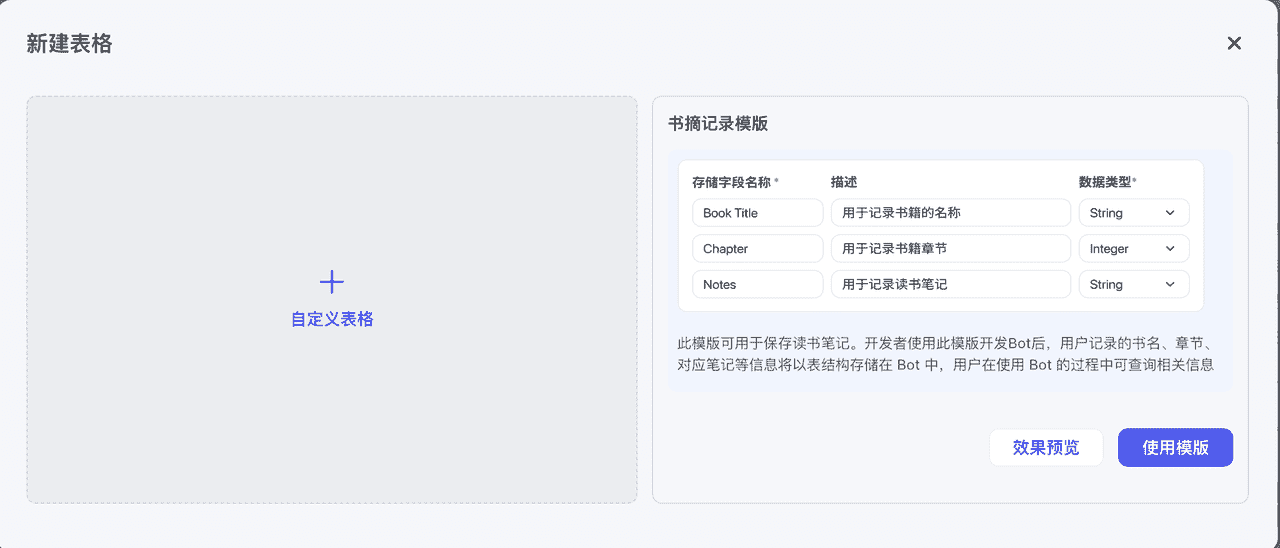 新建表格
自定义表格
书摘记录模版
存储字段名称 * 描述 数据类型*
Book Title 用于记录书籍的名称 String
Chapter 用于记录书籍章节 Integer
Notes 用于记录读书笔记 String
此模版可用于保存读书笔记。开发者使用此模版开发Bot后，用户记录的书名、章节、
对应笔记等信息将以表结构存储在 Bot 中，用户在使用 Bot 的过程中可查询相关信息
效果预览 使用模版